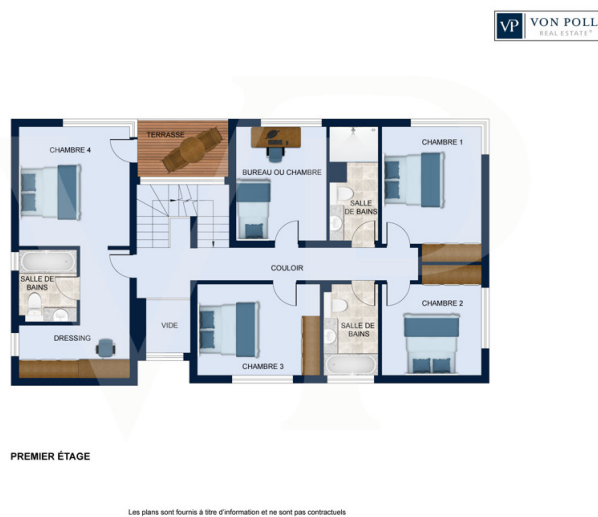 VP VON POLL
REAL ESTATE®
TERRASSE
CHAMBRE 4
CHAMBRE 1
BUREAU OU CHAMBRE
SALLE
DE BAINS
COULOIR
SALLE DE
BAINS
VIDE
CHAMBRE 2
SALLE
DE BAINS
DRESSING
CHAMBRE 3
PREMIER ÉTAGE
Les plans sont fournis à titre d'information et ne sont pas contractuels